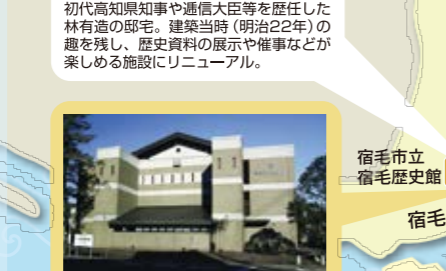 初代高知県知事や逓信大臣等を歴任した
林有造の邸宅。建築当時（明治22年）の
趣を残し、歴史資料の展示や催事などが
楽しめる施設にリニューアル。
宿毛市立
宿毛歴史館
宿毛